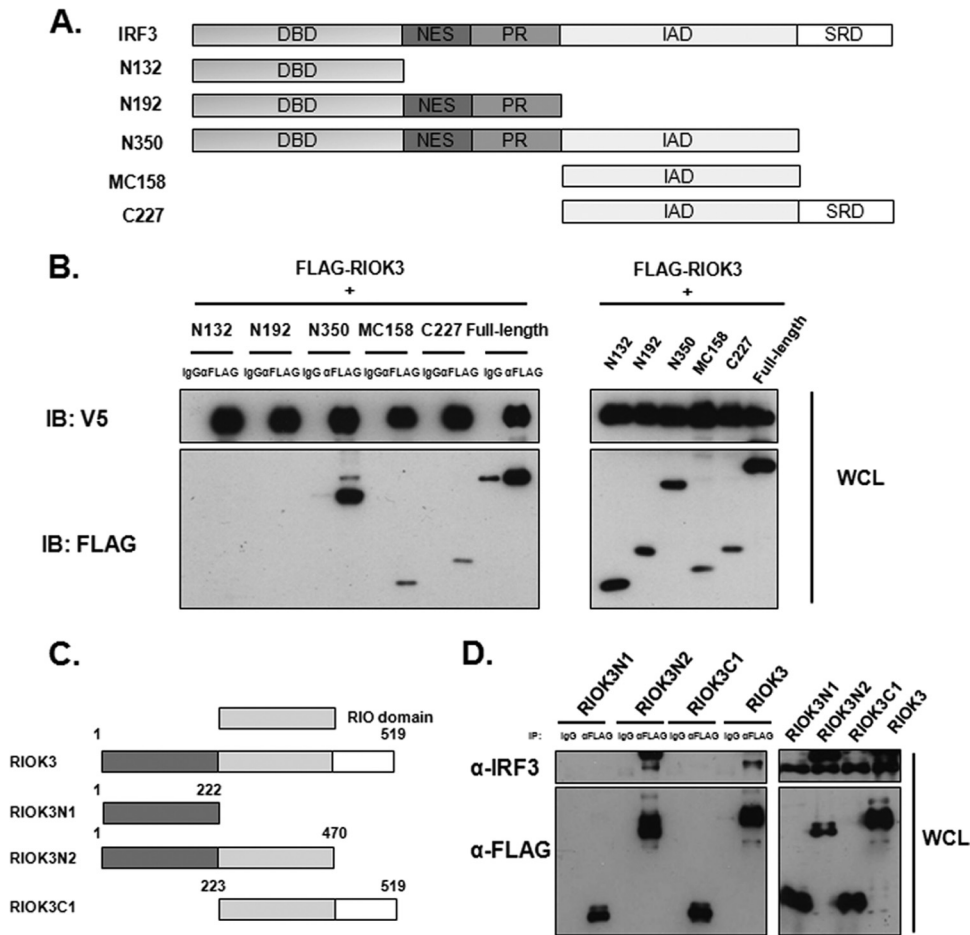 A.
IRF3 DBD NES PR IAD SRD
N132 DBD
N192 DBD NES PR
N350 DBD NES PR IAD
MC158 IAD
C227 IAD SRD
B.
FLAG-RIOK3
+
N132 N192 N350 MC158 C227 Full-length
IgG αFLAG IgG αFLAG IgG αFLAG IgG αFLAG IgG αFLAG IgG αFLAG
FLAG-RIOK3
+
N132 N192 N350 MC158 C227 Full-length
IB: V5
IB: FLAG
WCL
C.
RIO domain
1 519
RIOK3
1 222
RIOK3N1
1 470
RIOK3N2
223 519
RIOK3C1
D.
RIOK3N1 RIOK3N2 RIOK3C1 RIOK3
IP: IgG αFLAG IgG αFLAG IgG αFLAG IgG αFLAG
RIOK3N1 RIOK3N2 RIOK3C1 RIOK3
α-IRF3
α-FLAG
WCL